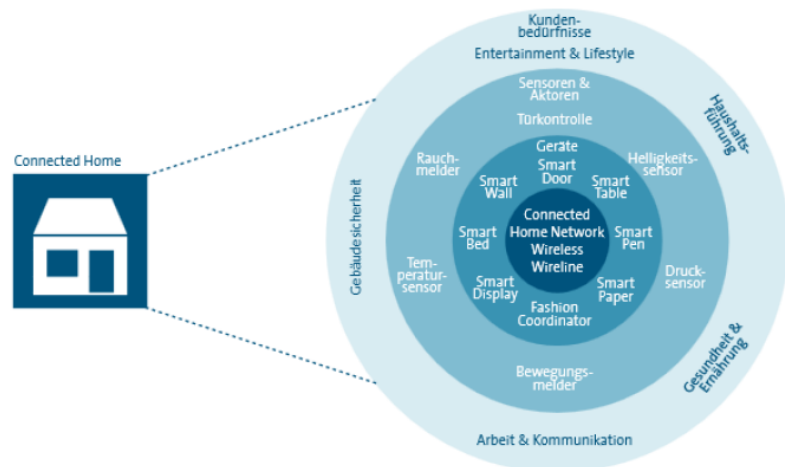 Kunden-
bedürfnisse
Entertainment & Lifestyle
Sensoren &
Aktoren
Türkontrolle
Haushalts-
führung
Geräte
Smart
Door
Rauch-
melder
Helligkeits-
sensor
Connected Home
Smart
Wall
Smart
Table
Gebäudesicherheit
Connected
Home Network
Wireless
Wireline
Smart
Bed
Smart
Pen
Tem-
peratur-
sensor
Druck-
sensor
Smart
Display
Smart
Paper
Fashion
Coordinator
Gesundheit &
Ernährung
Bewegungs-
melder
Arbeit & Kommunikation